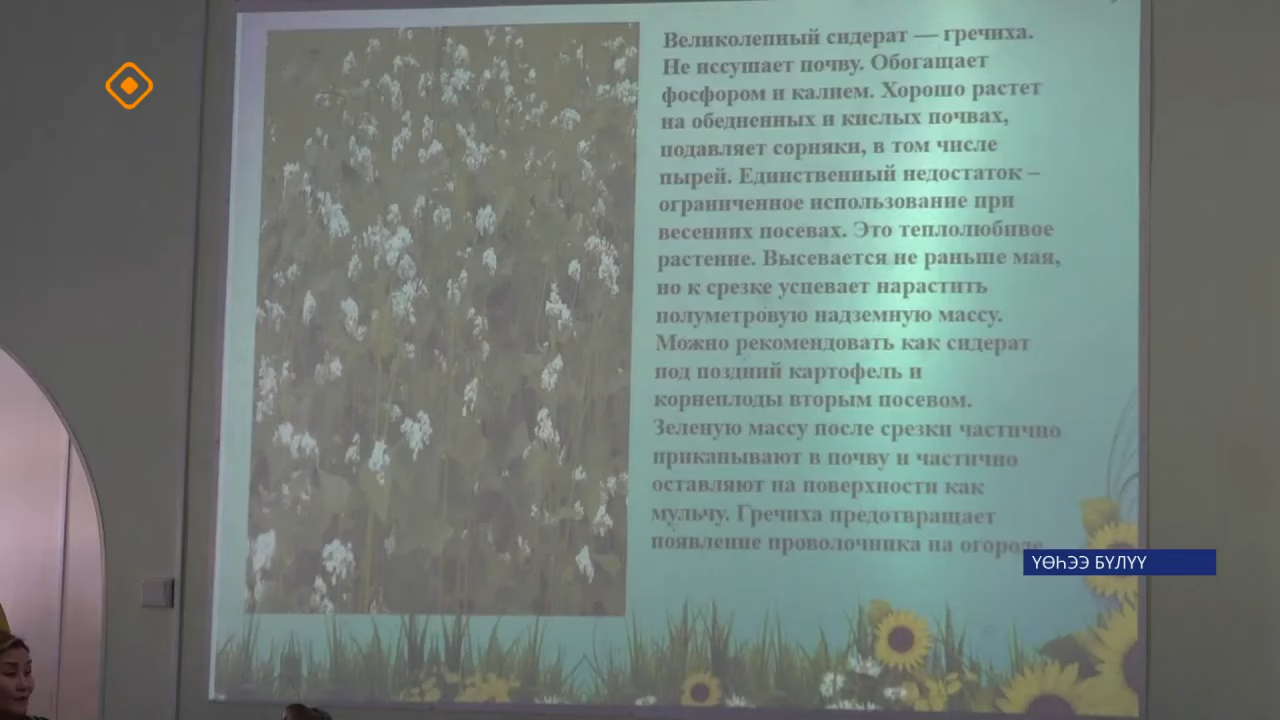 Великолепный сидерат — гречиха.
Не иссушает почву. Обогащает
фосфором и калием. Хорошо растет
на обедненных и кислых почвах,
подавляет сорняки, в том числе
пырей. Единственный недостаток –
ограниченное использование при
весенних посевах. Это теплолюбивое
растение. Высевается не раньше мая,
но к срезке успевает нарастить
полуметровую надземную массу.
Можно рекомендовать как сидерат
под поздний картофель и
корнеплоды вторым посевом.
Зеленую массу после срезки частично
прикапывают в почву и частично
оставляют на поверхности как
мульчу. Гречиха предотвращает
появление проволочника на огороде
ҮӨҺЭЭ БҮЛҮҮ